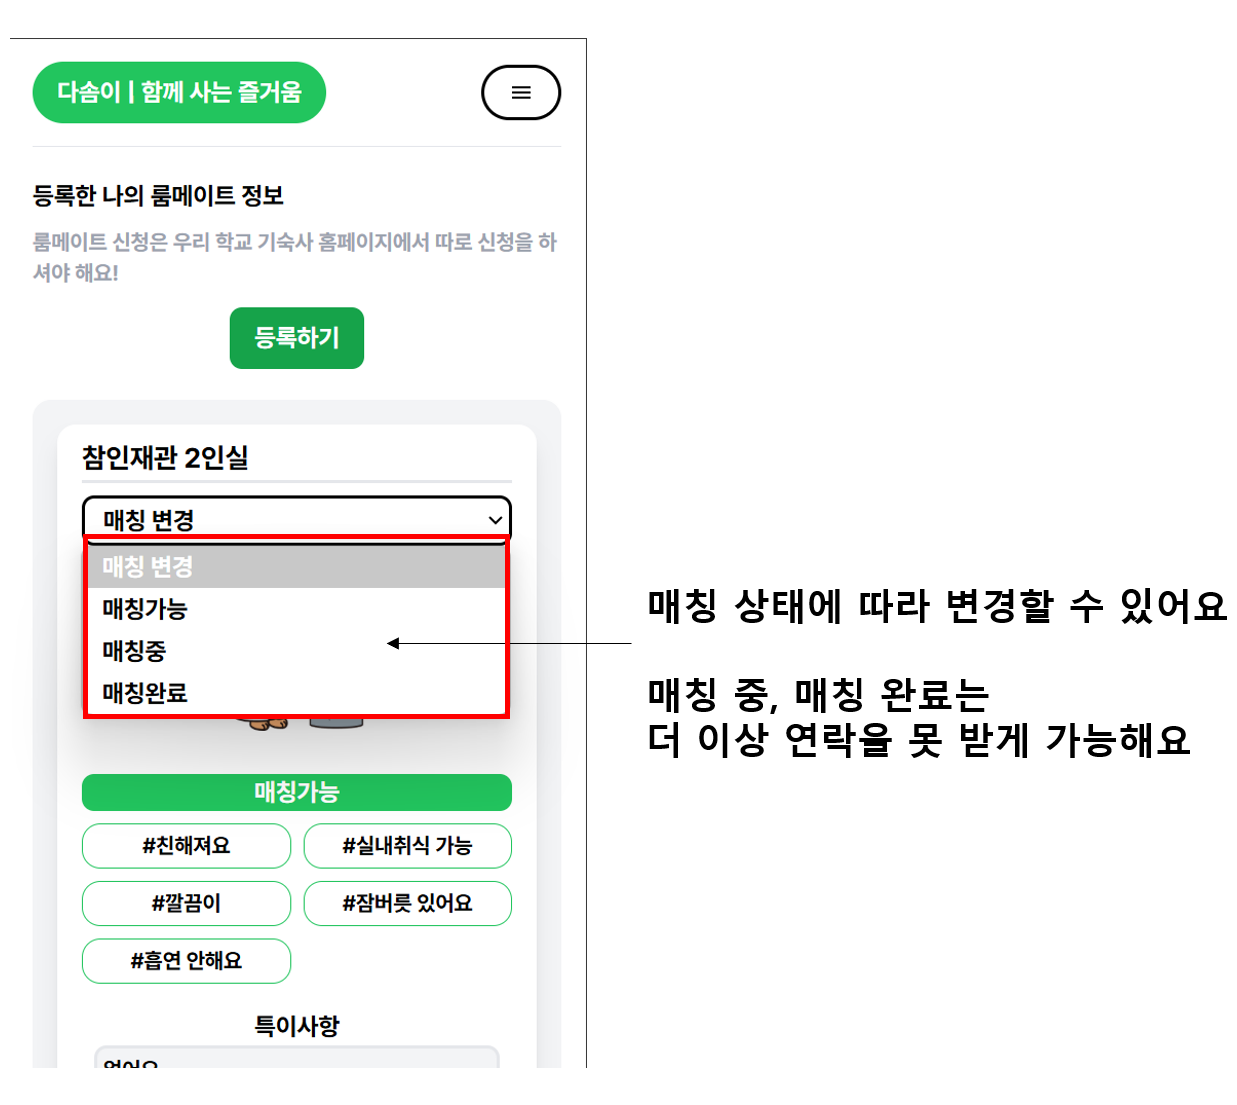 다솜이 | 함께 사는 즐거움
등록한 나의 룸메이트 정보
룸메이트 신청은 우리 학교 기숙사 홈페이지에서 따로 신청을 하
셔야 해요!
등록하기
참인재관 2인실
매칭 변경
매칭 변경
매칭가능
매칭중
매칭완료
매칭 상태에 따라 변경할 수 있어요
매칭 중, 매칭 완료는
더 이상 연락을 못 받게 가능해요
매칭가능
#친해져요 #실내취식 가능
#깔끔이 #잠버릇 있어요
#흡연 안해요
특이사항
없어요